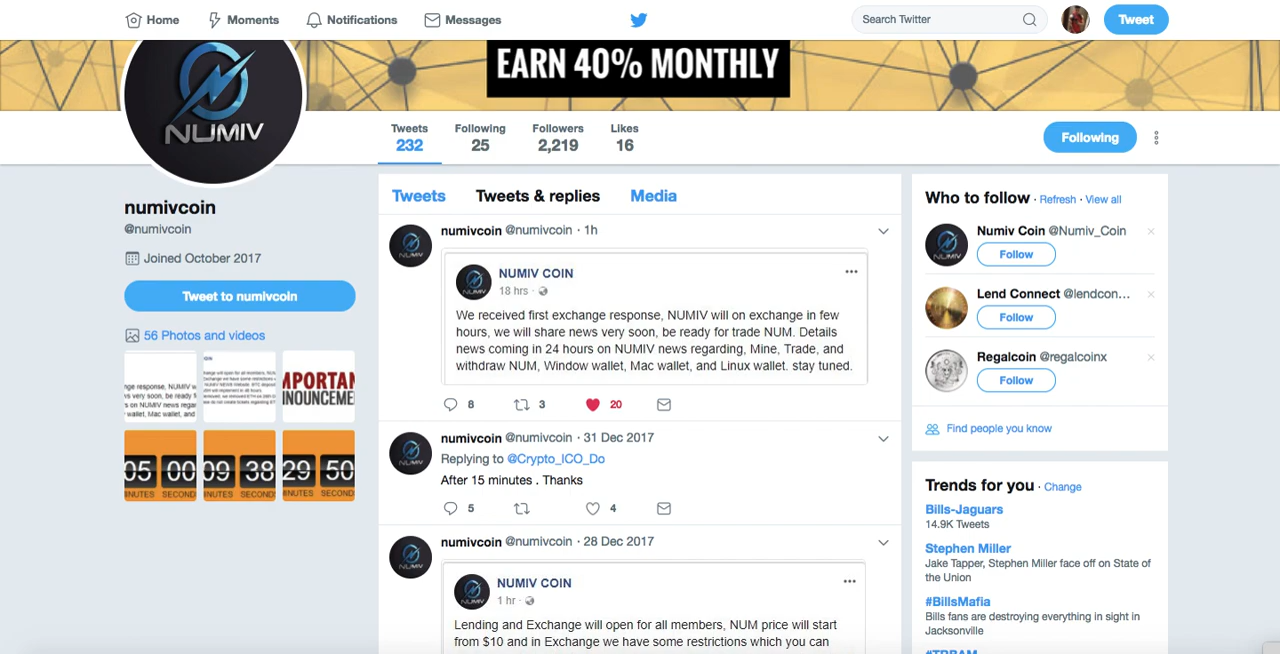 Home
Moments
Notifications
Messages
Search Twitter
Tweet
EARN 40% MONTHLY
NUMIV
Tweets
232
Following
25
Followers
2,219
Likes
16
Following
numivcoin
@numivcoin
Joined October 2017
Tweet to numivcoin
56 Photos and videos
Tweets
Tweets & replies
Media
numivcoin @numivcoin · 1h
NUMIV COIN
18 hrs ·
We received first exchange response, NUMIV will on exchange in few
hours, we will share news very soon, be ready for trade NUM. Details
news coming in 24 hours on NUMIV news regarding, Mine, Trade, and
withdraw NUM, Window wallet, Mac wallet, and Linux wallet. stay tuned.
8
3
20
numivcoin @numivcoin · 31 Dec 2017
Replying to @Crypto_ICO_Do
After 15 minutes . Thanks
5
4
numivcoin @numivcoin · 28 Dec 2017
NUMIV COIN
1 hr ·
Lending and Exchange will open for all members, NUM price will start
from $10 and in Exchange we have some restrictions which you can
Who to follow · Refresh · View all
Numiv Coin @Numiv_Coin
Follow
Lend Connect @lendcon...
Follow
Regalcoin @regalcoinx
Follow
Find people you know
Trends for you · Change
Bills-Jaguars
14.9K Tweets
Stephen Miller
Jake Tapper, Stephen Miller face off on State of
the Union
#BillsMafia
Bills fans are destroying everything in sight in
Jacksonville